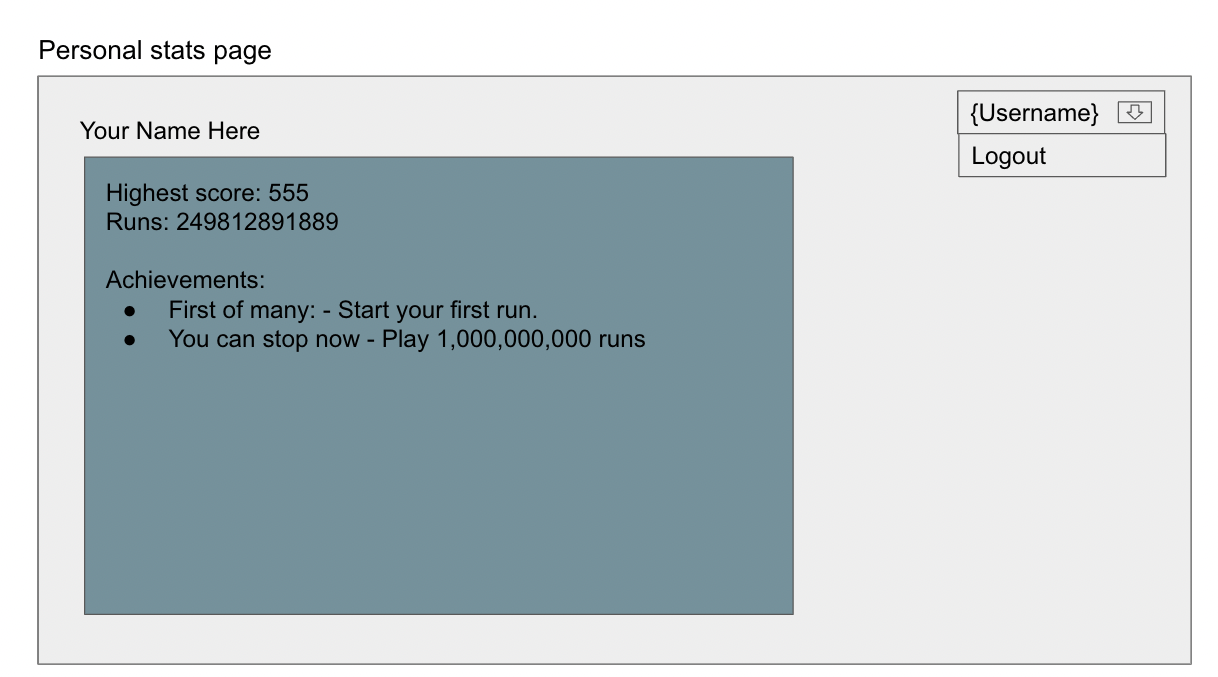 Personal stats page
{Username}
Your Name Here
Logout
Highest score: 555
Runs: 249812891889
Achievements:
● First of many: - Start your first run.
● You can stop now - Play 1,000,000,000 runs